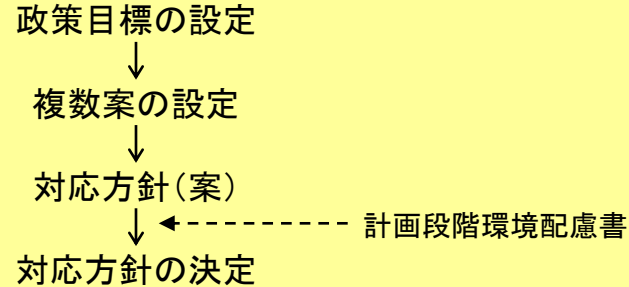 政策目標の設定
複数案の設定
対応方針（案）
計画段階環境配慮書
対応方針の決定